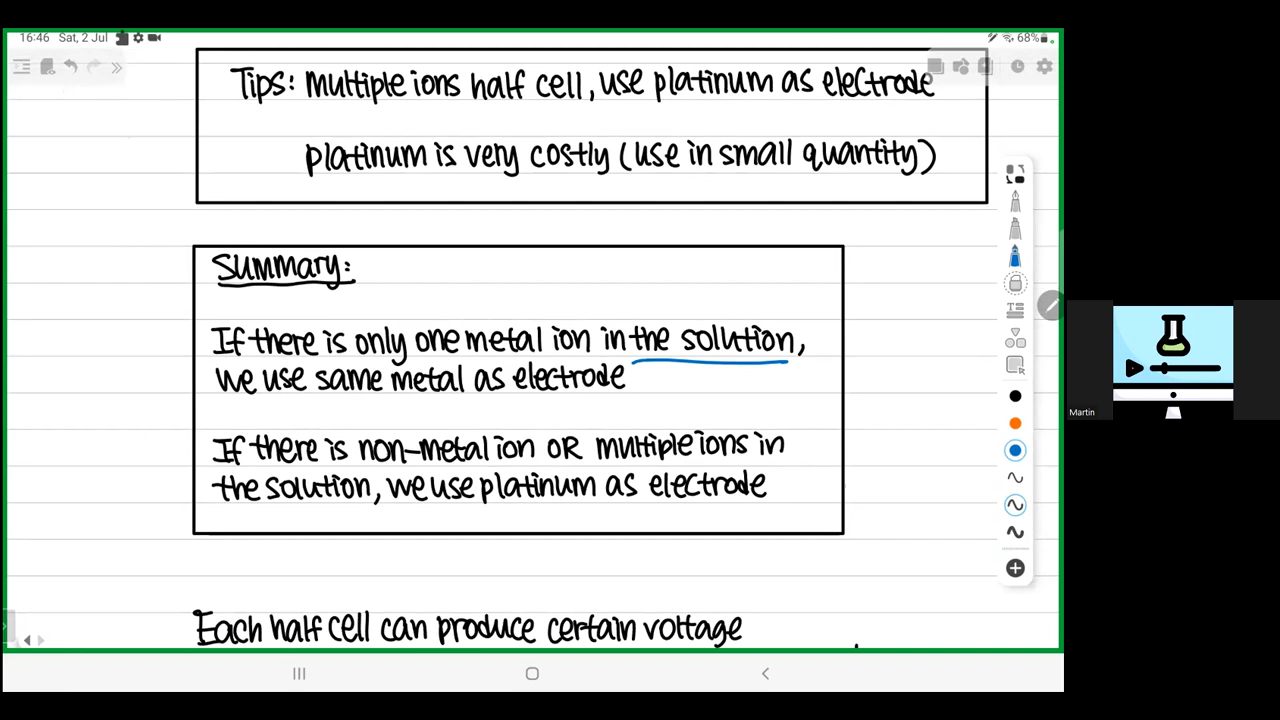 16:46 Sat, 2 Jul
68%
Tips: Multiple ions half cell, use platinum as electrode
platinum is very costly (use in small quantity)
Summary:
If there is only one metal ion in the solution,
we use same metal as electrode
If there is non-metal ion OR multiple ions in
the solution, we use platinum as electrode
Each half cell can produce certain voltage
Martin